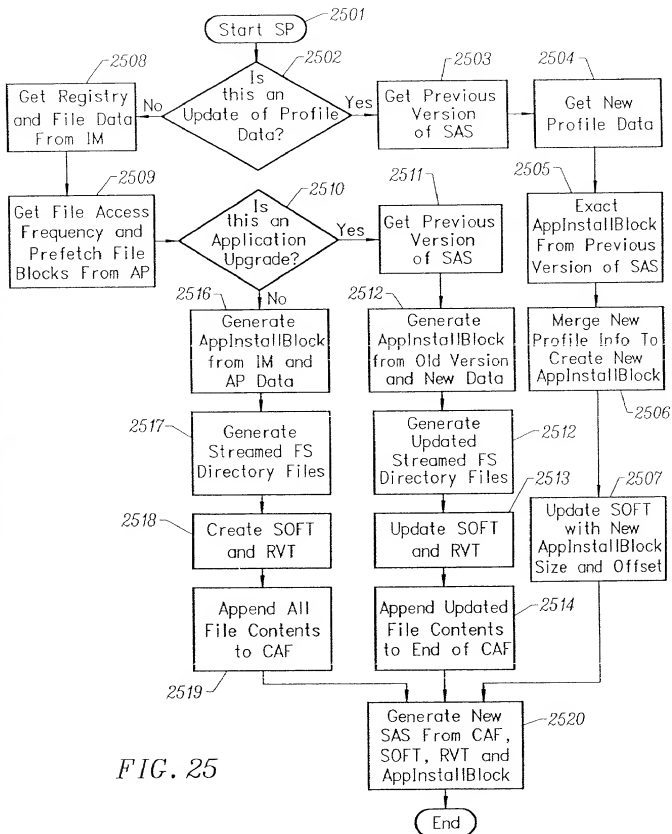 Start SP
2501
2502
Is
this an
Update of Profile
Data?
No
Yes
2508
Get Registry
and File Data
From IM
2503
Get Previous
Version
of SAS
2504
Get New
Profile Data
2509
Get File Access
Frequency and
Prefetch File
Blocks From AP
2510
Is
this an
Application
Upgrade?
Yes
No
2511
Get Previous
Version
of SAS
2505
Exact
AppInstallBlock
From Previous
Version of SAS
2516
Generate
AppInstallBlock
from IM and
AP Data
2512
Generate
AppInstallBlock
from Old Version
and New Data
Merge New
Profile Info To
Create New
AppInstallBlock
2506
2517
Generate
Streamed FS
Directory Files
Generate
Updated
Streamed FS
Directory Files
2512
2507
Update SOFT
with New
AppInstallBlock
Size and Offset
2518
Create SOFT
and RVT
Update SOFT
and RVT
2513
Append All
File Contents
to CAF
2519
Append Updated
File Contents
to End of CAF
2514
Generate New
SAS From CAF,
SOFT, RVT and
AppInstallBlock
2520
End
FIG. 25